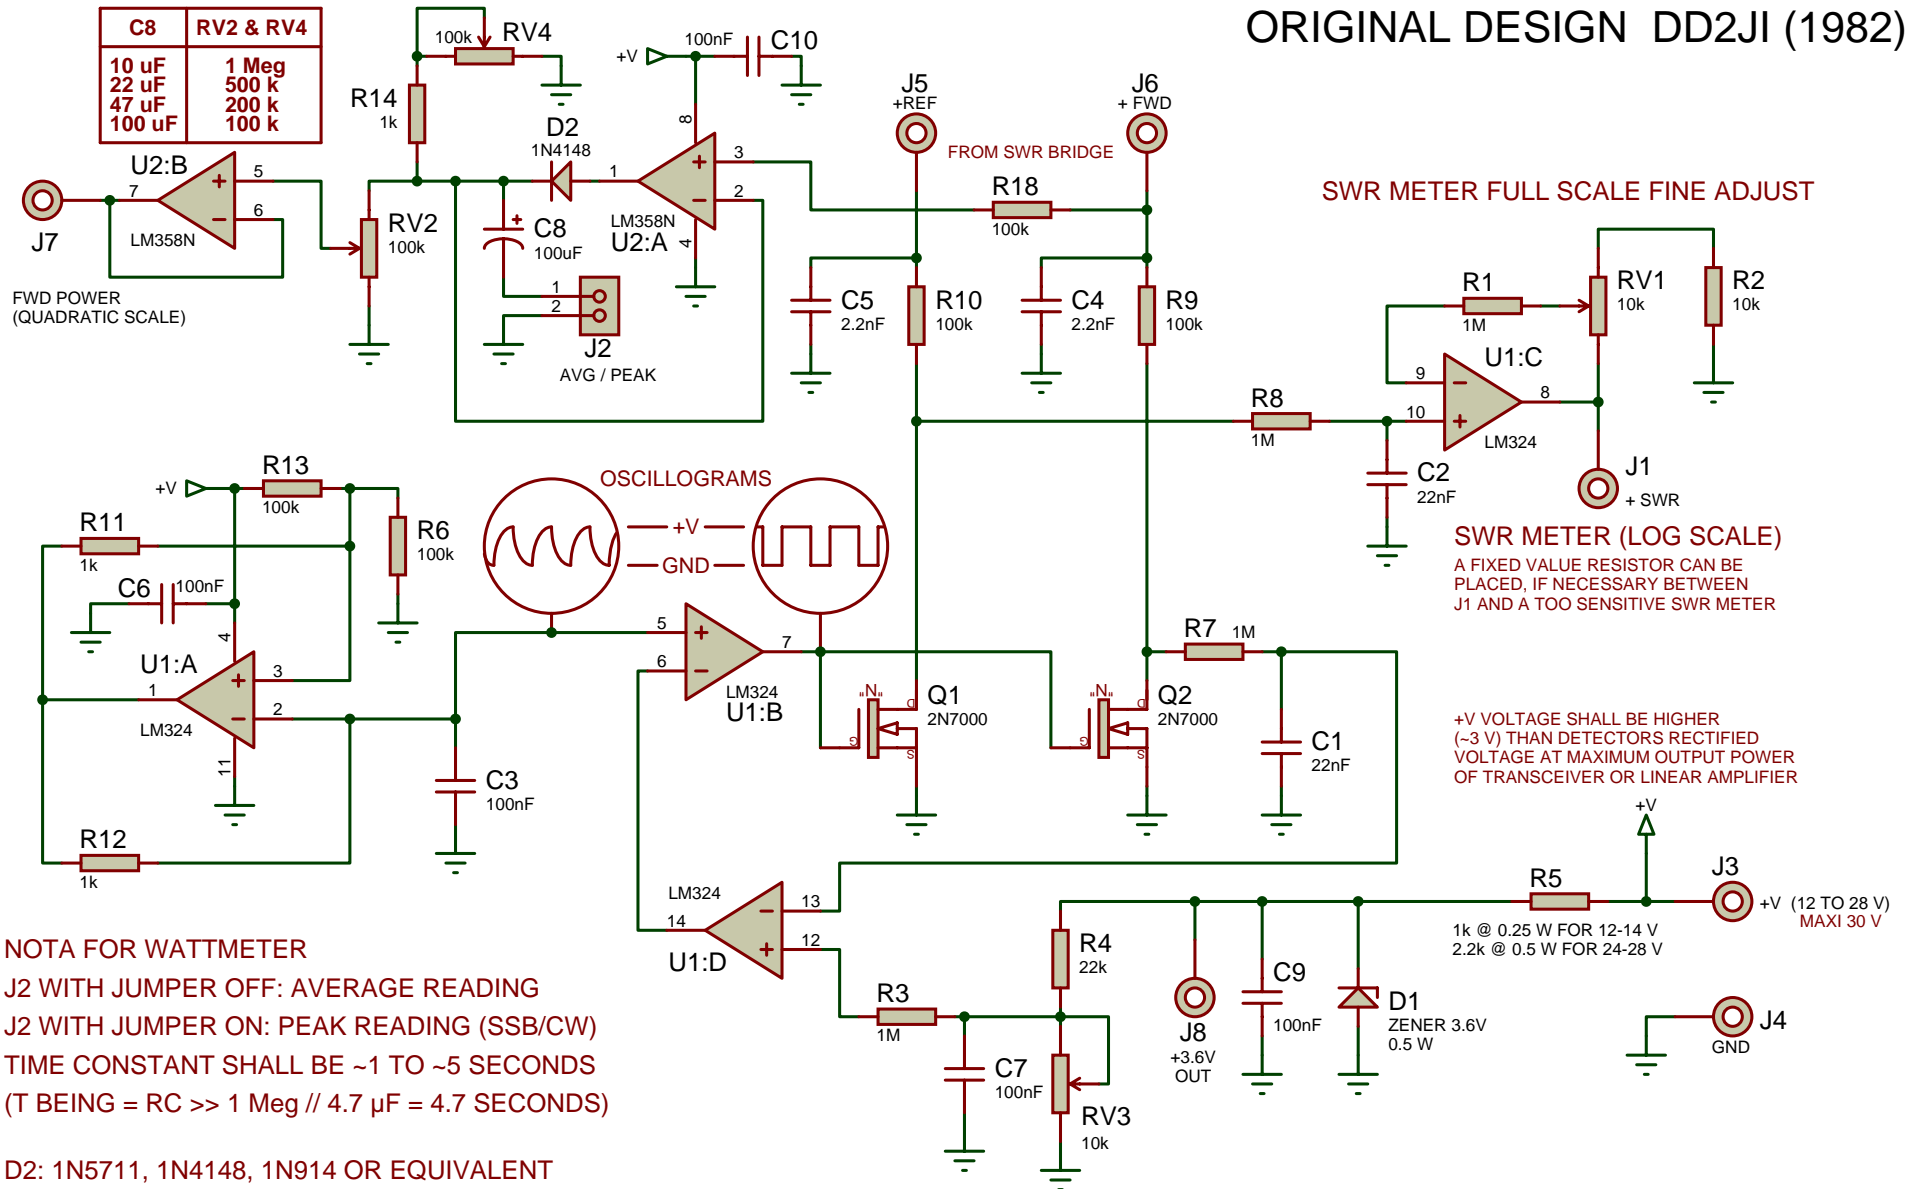 ORIGINAL DESIGN DD2JI (1982)
C8 RV2 & RV4
10 uF 1 Meg
22 uF 500 k
47 uF 200 k
100 uF 100 k
100k RV4
R14
1k
+V
100nF C10
D2
1N4148
U2:B
LM358N
5
6
7
J7
FWD POWER
(QUADRATIC SCALE)
RV2
100k
C8
100uF
+
1
2
J2
AVG / PEAK
LM358N
U2:A
8
3
2
1
4
J5
+REF
J6
+ FWD
FROM SWR BRIDGE
R18
100k
C5
2.2nF
R10
100k
C4
2.2nF
R9
100k
SWR METER FULL SCALE FINE ADJUST
R1
1M
RV1
10k
R2
10k
U1:C
9
10
8
LM324
R8
1M
C2
22nF
J1
+ SWR
SWR METER (LOG SCALE)
A FIXED VALUE RESISTOR CAN BE
PLACED, IF NECESSARY BETWEEN
J1 AND A TOO SENSITIVE SWR METER
+V
R13
100k
R11
1k
R6
100k
C6 100nF
U1:A
LM324
4
3
2
1
11
R12
1k
C3
100nF
OSCILLOGRAMS
+V
GND
5
6
7
LM324
U1:B
"N"
D
G
S
Q1
2N7000
"N"
D
G
S
Q2
2N7000
R7 1M
C1
22nF
+V VOLTAGE SHALL BE HIGHER
(~3 V) THAN DETECTORS RECTIFIED
VOLTAGE AT MAXIMUM OUTPUT POWER
OF TRANSCEIVER OR LINEAR AMPLIFIER
+V
LM324
13
12
14
U1:D
R3
1M
C7
100nF
R4
22k
RV3
10k
J8
+3.6V
OUT
C9
100nF
D1
ZENER 3.6V
0.5 W
R5
1k @ 0.25 W FOR 12-14 V
2.2k @ 0.5 W FOR 24-28 V
J3
+V (12 TO 28 V)
MAXI 30 V
J4
GND
NOTA FOR WATTMETER
J2 WITH JUMPER OFF: AVERAGE READING
J2 WITH JUMPER ON: PEAK READING (SSB/CW)
TIME CONSTANT SHALL BE ~1 TO ~5 SECONDS
(T BEING = RC >> 1 Meg // 4.7 µF = 4.7 SECONDS)
D2: 1N5711, 1N4148, 1N914 OR EQUIVALENT